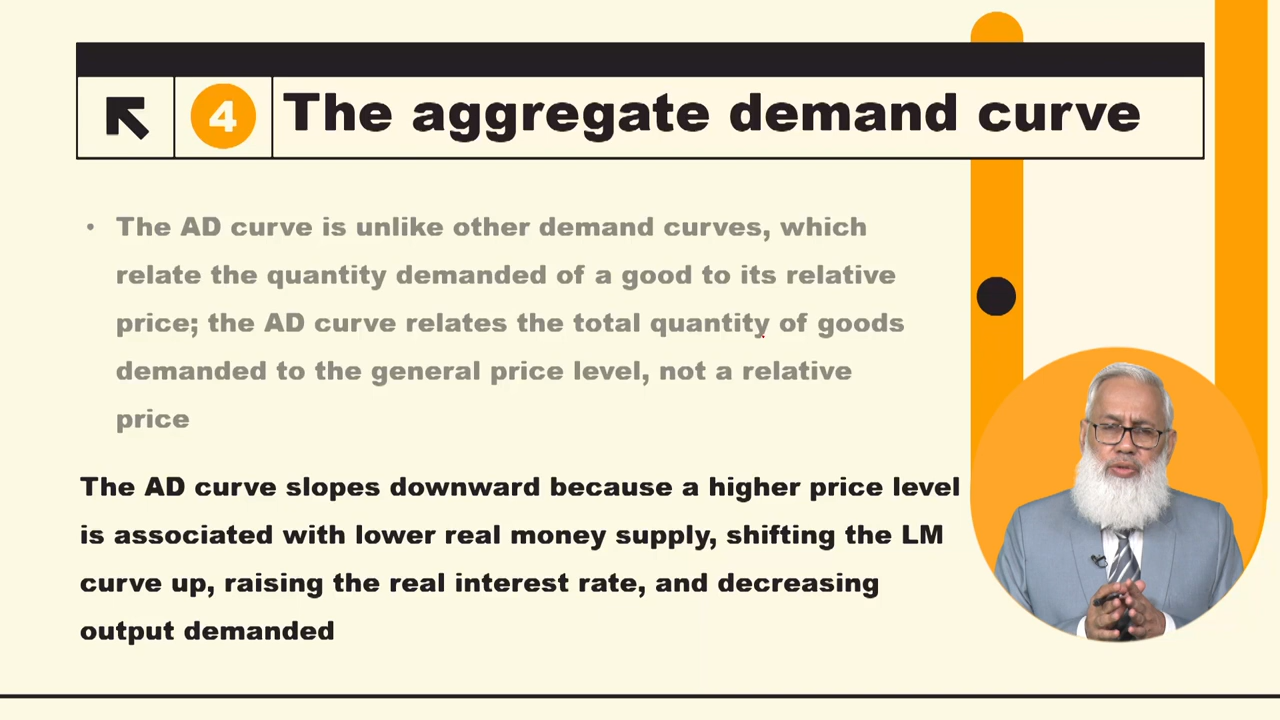 4 The aggregate demand curve
• The AD curve is unlike other demand curves, which
relate the quantity demanded of a good to its relative
price; the AD curve relates the total quantity of goods
demanded to the general price level, not a relative
price
The AD curve slopes downward because a higher price level
is associated with lower real money supply, shifting the LM
curve up, raising the real interest rate, and decreasing
output demanded